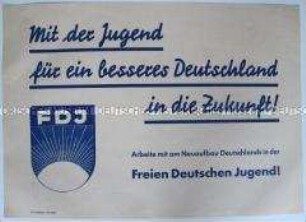 Mit der Jugend
für ein besseres Deutschland
in die Zukunft!
FDJ
Arbeite mit am Neuaufbau Deutschlands in der
Freien Deutschen Jugend!